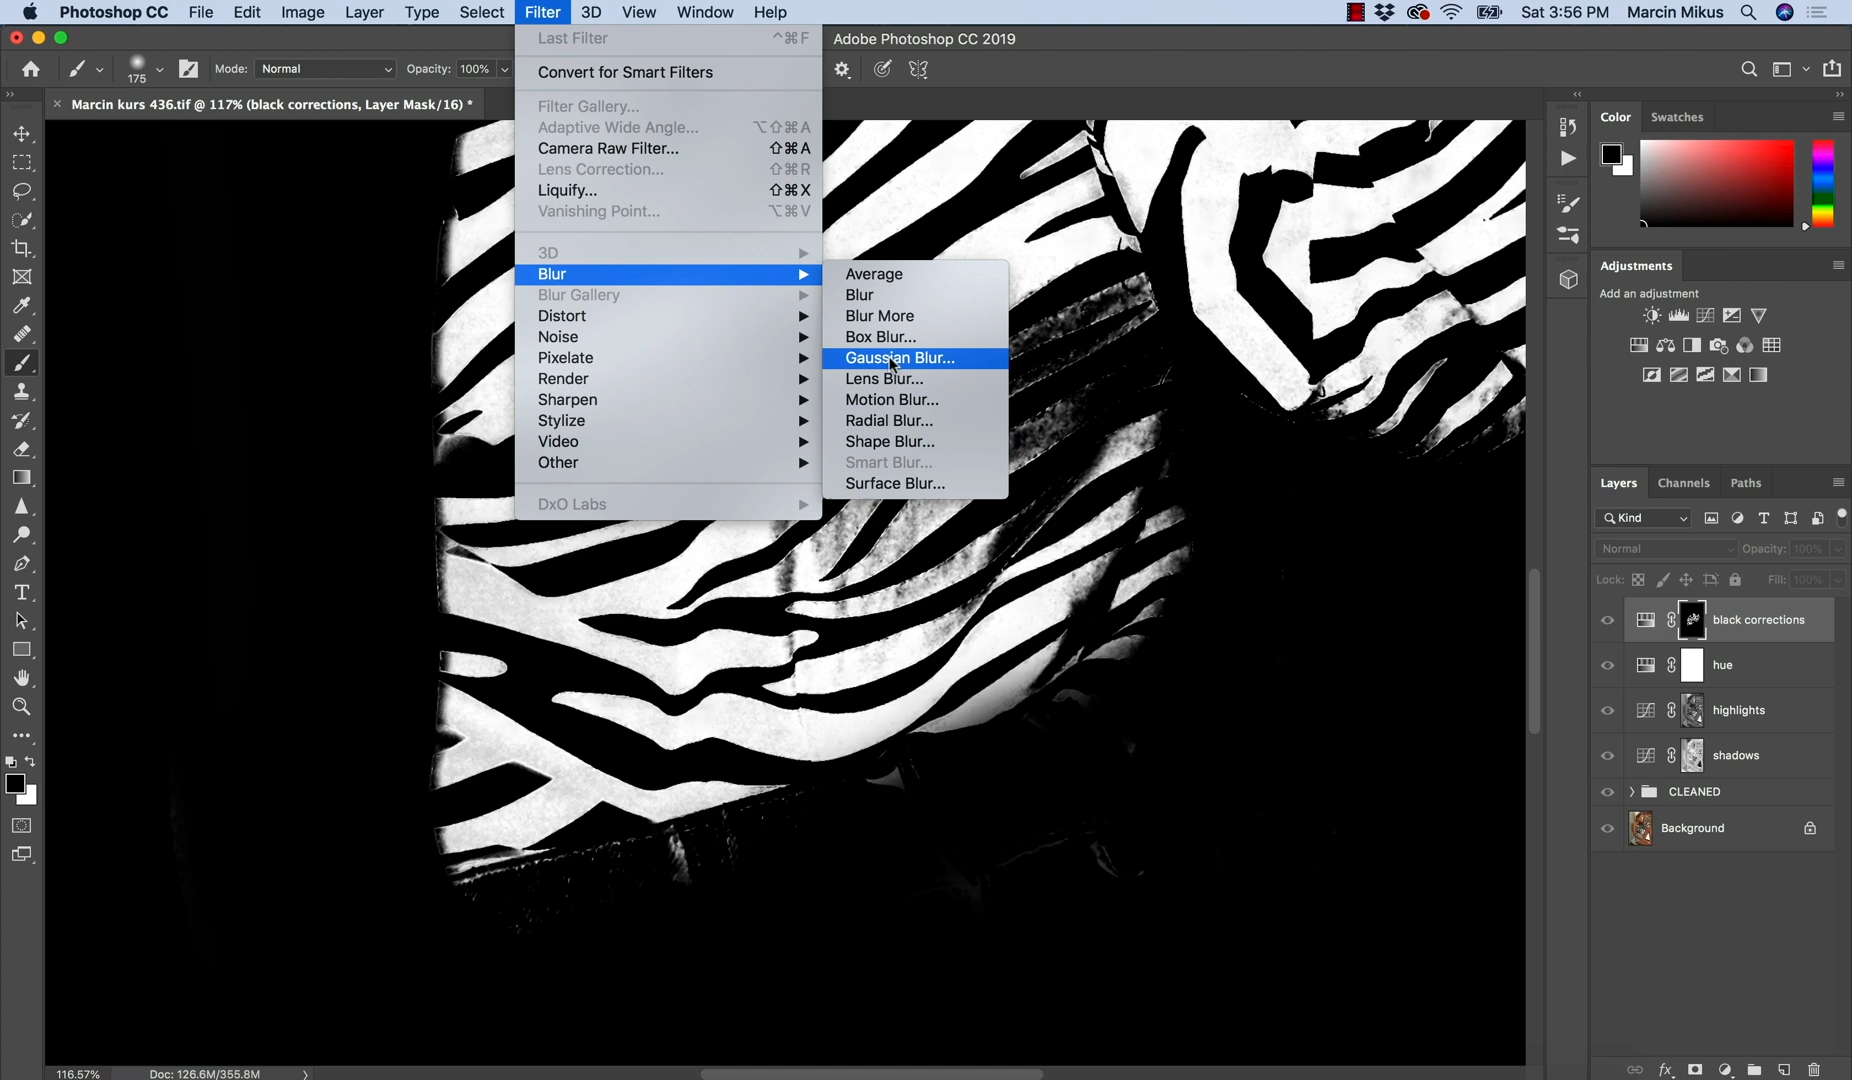 Photoshop CC File Edit Image Layer Type Select Filter 3D View Window Help Sat 3:56 PM Marcin Mikus
Adobe Photoshop CC 2019
175 Mode: Normal Opacity: 100%
× Marcin kurs 436.tif @ 117% (black corrections, Layer Mask/16) *
Last Filter ^⌘F
Convert for Smart Filters
Filter Gallery...
Adaptive Wide Angle... ⌥⇧⌘A
Camera Raw Filter... ⇧⌘A
Lens Correction... ⇧⌘R
Liquify... ⇧⌘X
Vanishing Point... ⌥⌘V
3D
Blur
Blur Gallery
Distort
Noise
Pixelate
Render
Sharpen
Stylize
Video
Other
DxO Labs
Average
Blur
Blur More
Box Blur...
Gaussian Blur...
Lens Blur...
Motion Blur...
Radial Blur...
Shape Blur...
Smart Blur...
Surface Blur...
Color Swatches
Adjustments
Add an adjustment
Layers Channels Paths
Kind
Normal Opacity: 100%
Lock: Fill: 100%
black corrections
hue
highlights
shadows
CLEANED
Background
116.57% Doc: 126.6M/355.8M